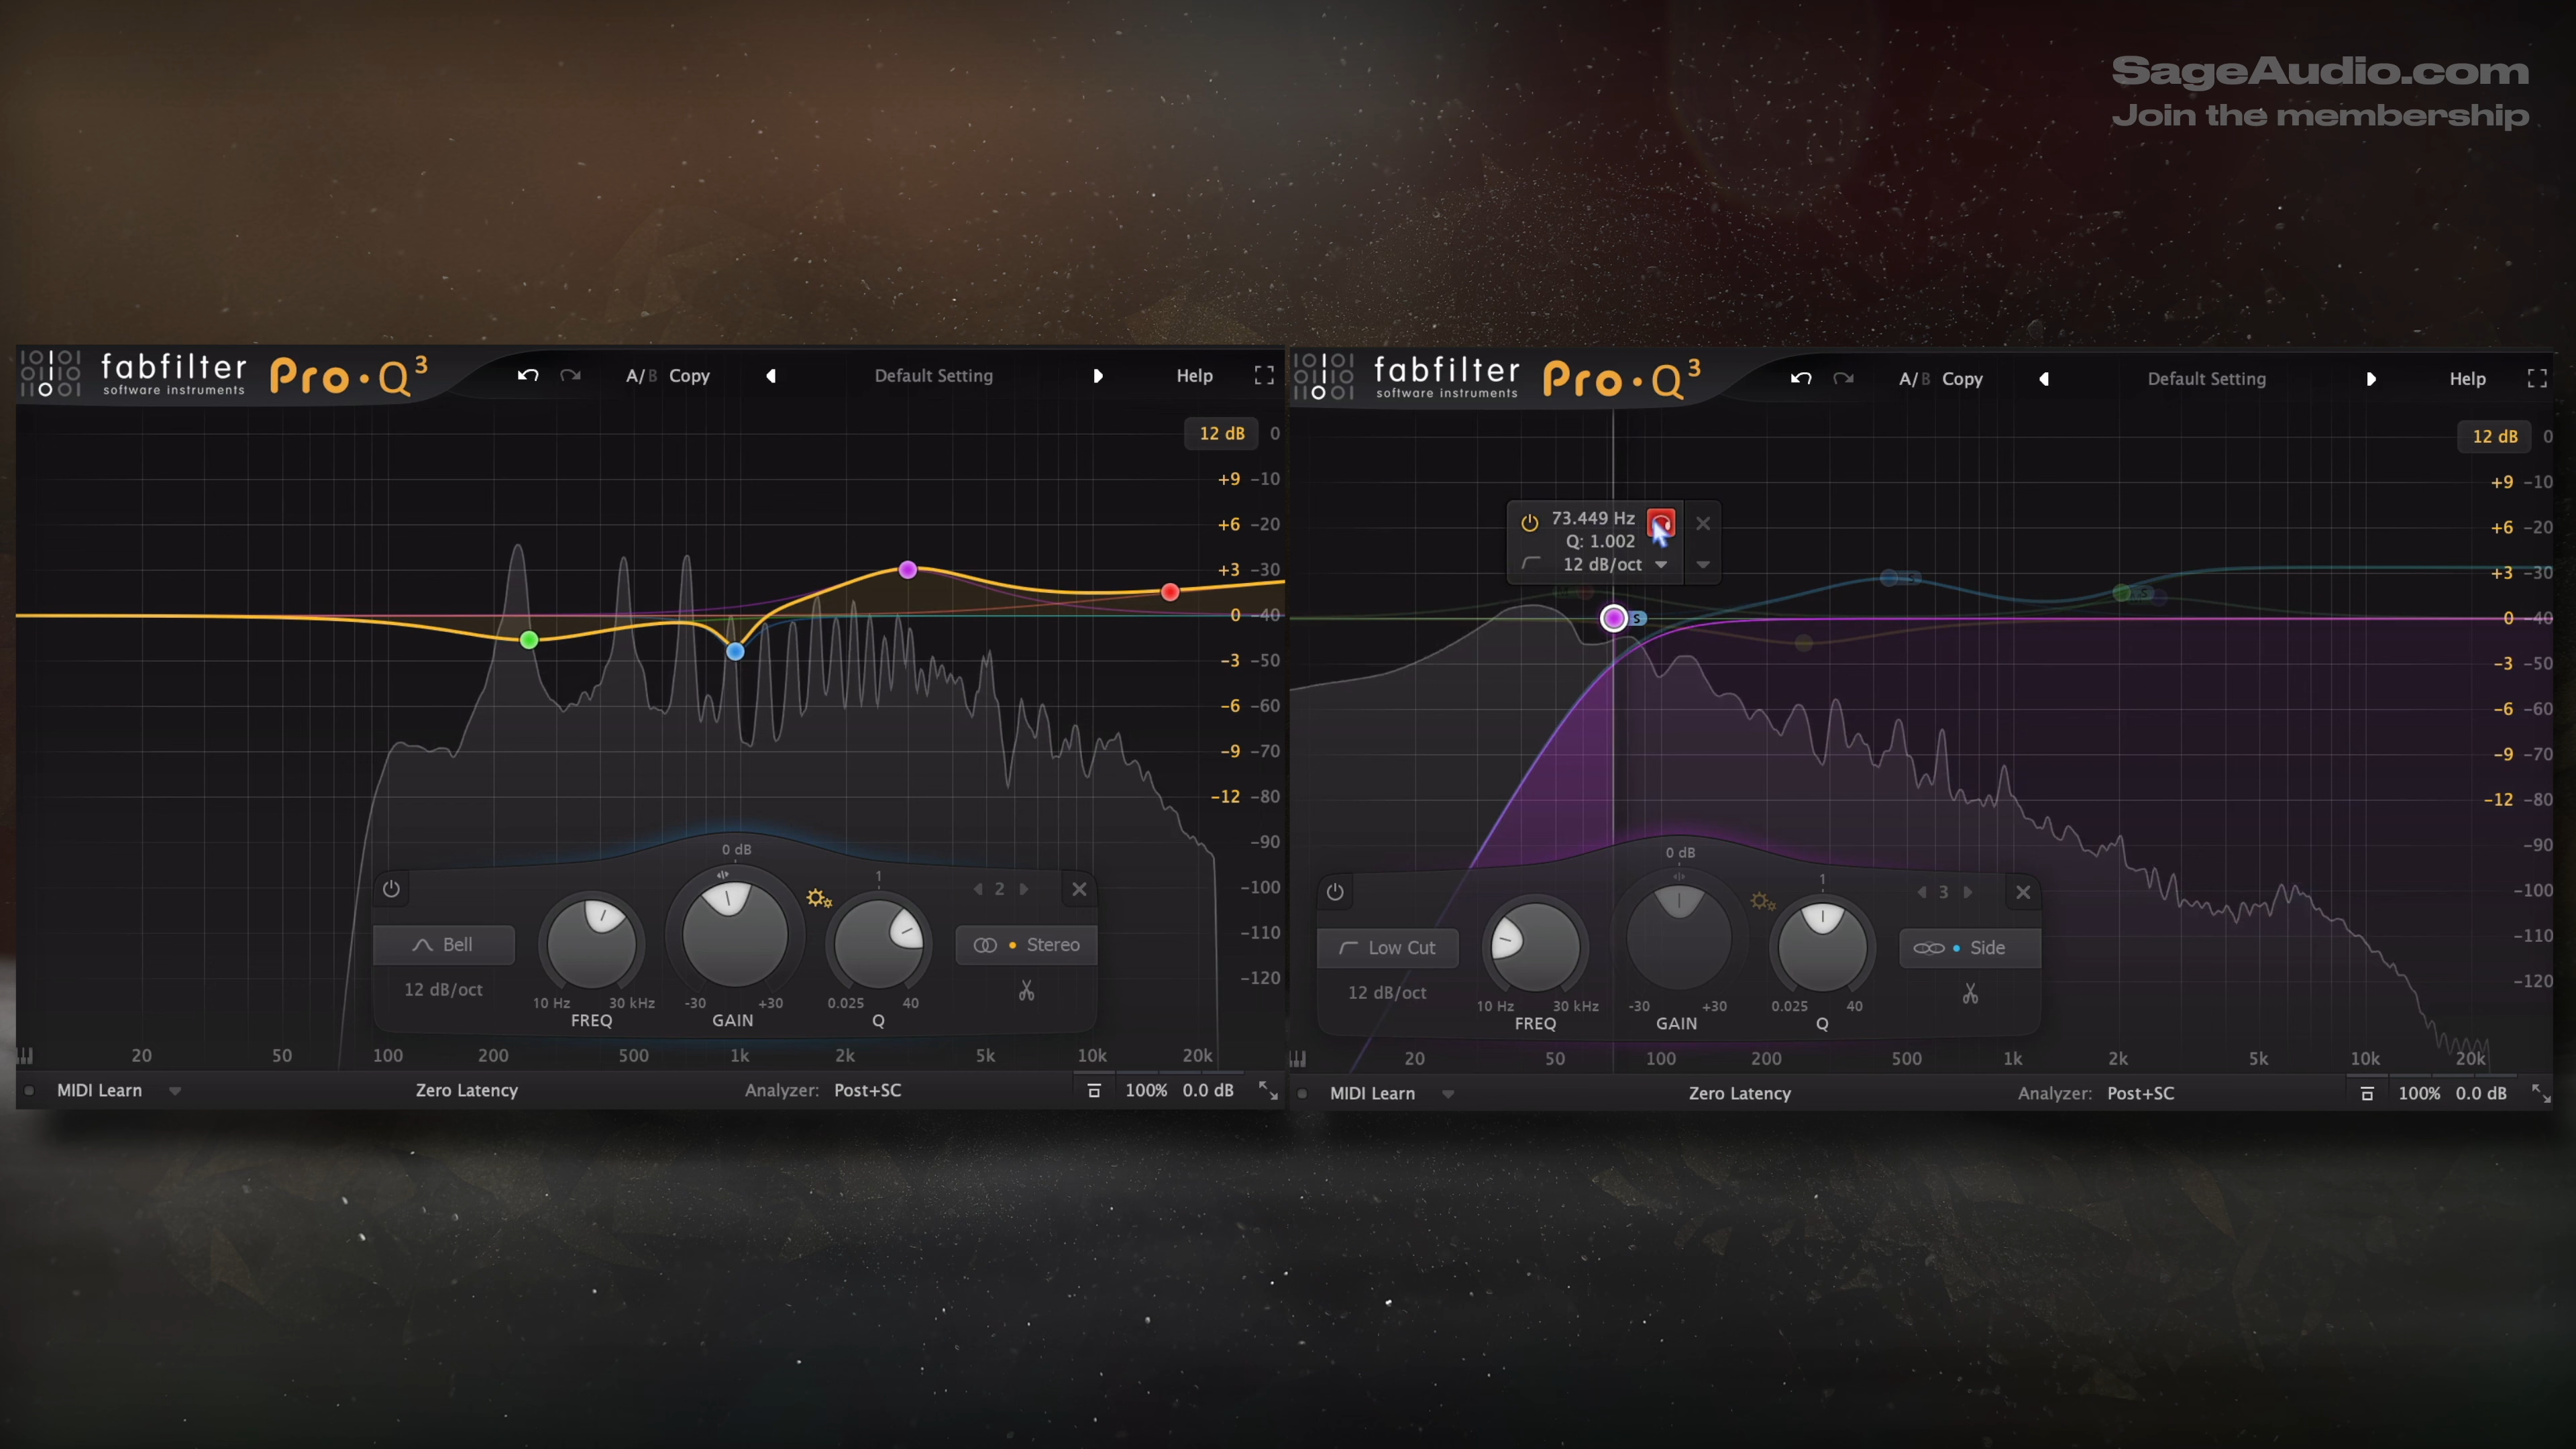 SageAudio.com
Join the membership
fabfilter
software instruments
Pro·Q3
A/B Copy
Default Setting
Help
12 dB 0
+9 -10
+6 -20
+3 -30
0 -40
-3 -50
-6 -60
-9 -70
-12 -80
-90
-100
-110
-120
0 dB
1
2
Bell
Stereo
12 dB/oct
10 Hz 30 kHz
FREQ
-30 +30
GAIN
0.025 40
Q
20 50 100 200 500 1k 2k 5k 10k 20k
MIDI Learn
Zero Latency
Analyzer: Post+SC
100% 0.0 dB
fabfilter
software instruments
Pro·Q3
A/B Copy
Default Setting
Help
12 dB 0
+9 -10
73.449 Hz
Q: 1.002
12 dB/oct
+6 -20
+3 -30
S
S
S
0 -40
-3 -50
-6 -60
-9 -70
-12 -80
-90
-100
-110
-120
0 dB
1
3
Low Cut
Side
12 dB/oct
10 Hz 30 kHz
FREQ
-30 +30
GAIN
0.025 40
Q
20 50 100 200 500 1k 2k 5k 10k 20k
MIDI Learn
Zero Latency
Analyzer: Post+SC
100% 0.0 dB